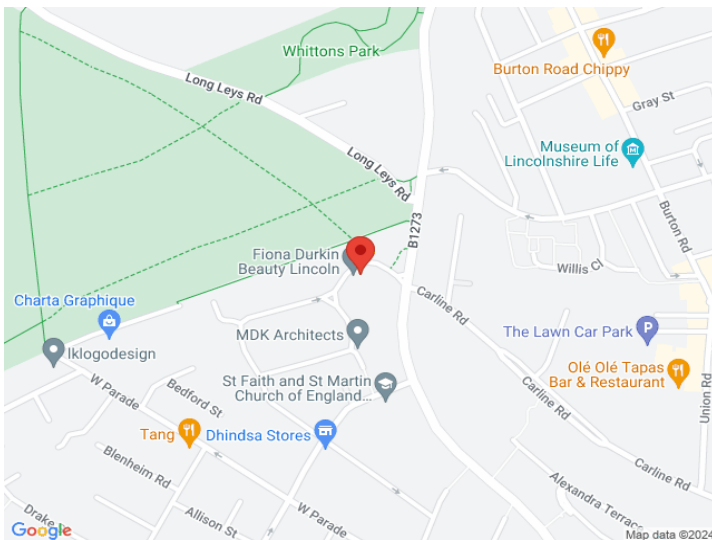 Whittons Park
Burton Road Chippy
Long Leys Rd
Gray St
Museum of
Lincolnshire Life
Long Leys Rd
B1273
Burton Rd
Fiona Durkin
Beauty Lincoln
Willis Cl
Charta Graphique
Carline Rd
MDK Architects
The Lawn Car Park
P
lklogodesign
Olé Olé Tapas
Bar & Restaurant
Union Rd
W Parade
Bedford St
St Faith and St Martin
Church of England...
Carline Rd
Tang
Dhindsa Stores
Blenheim Rd
Carline Rd
Alexandra Terrace
W Parade
Allison St
Drake
Google
Map data ©2024